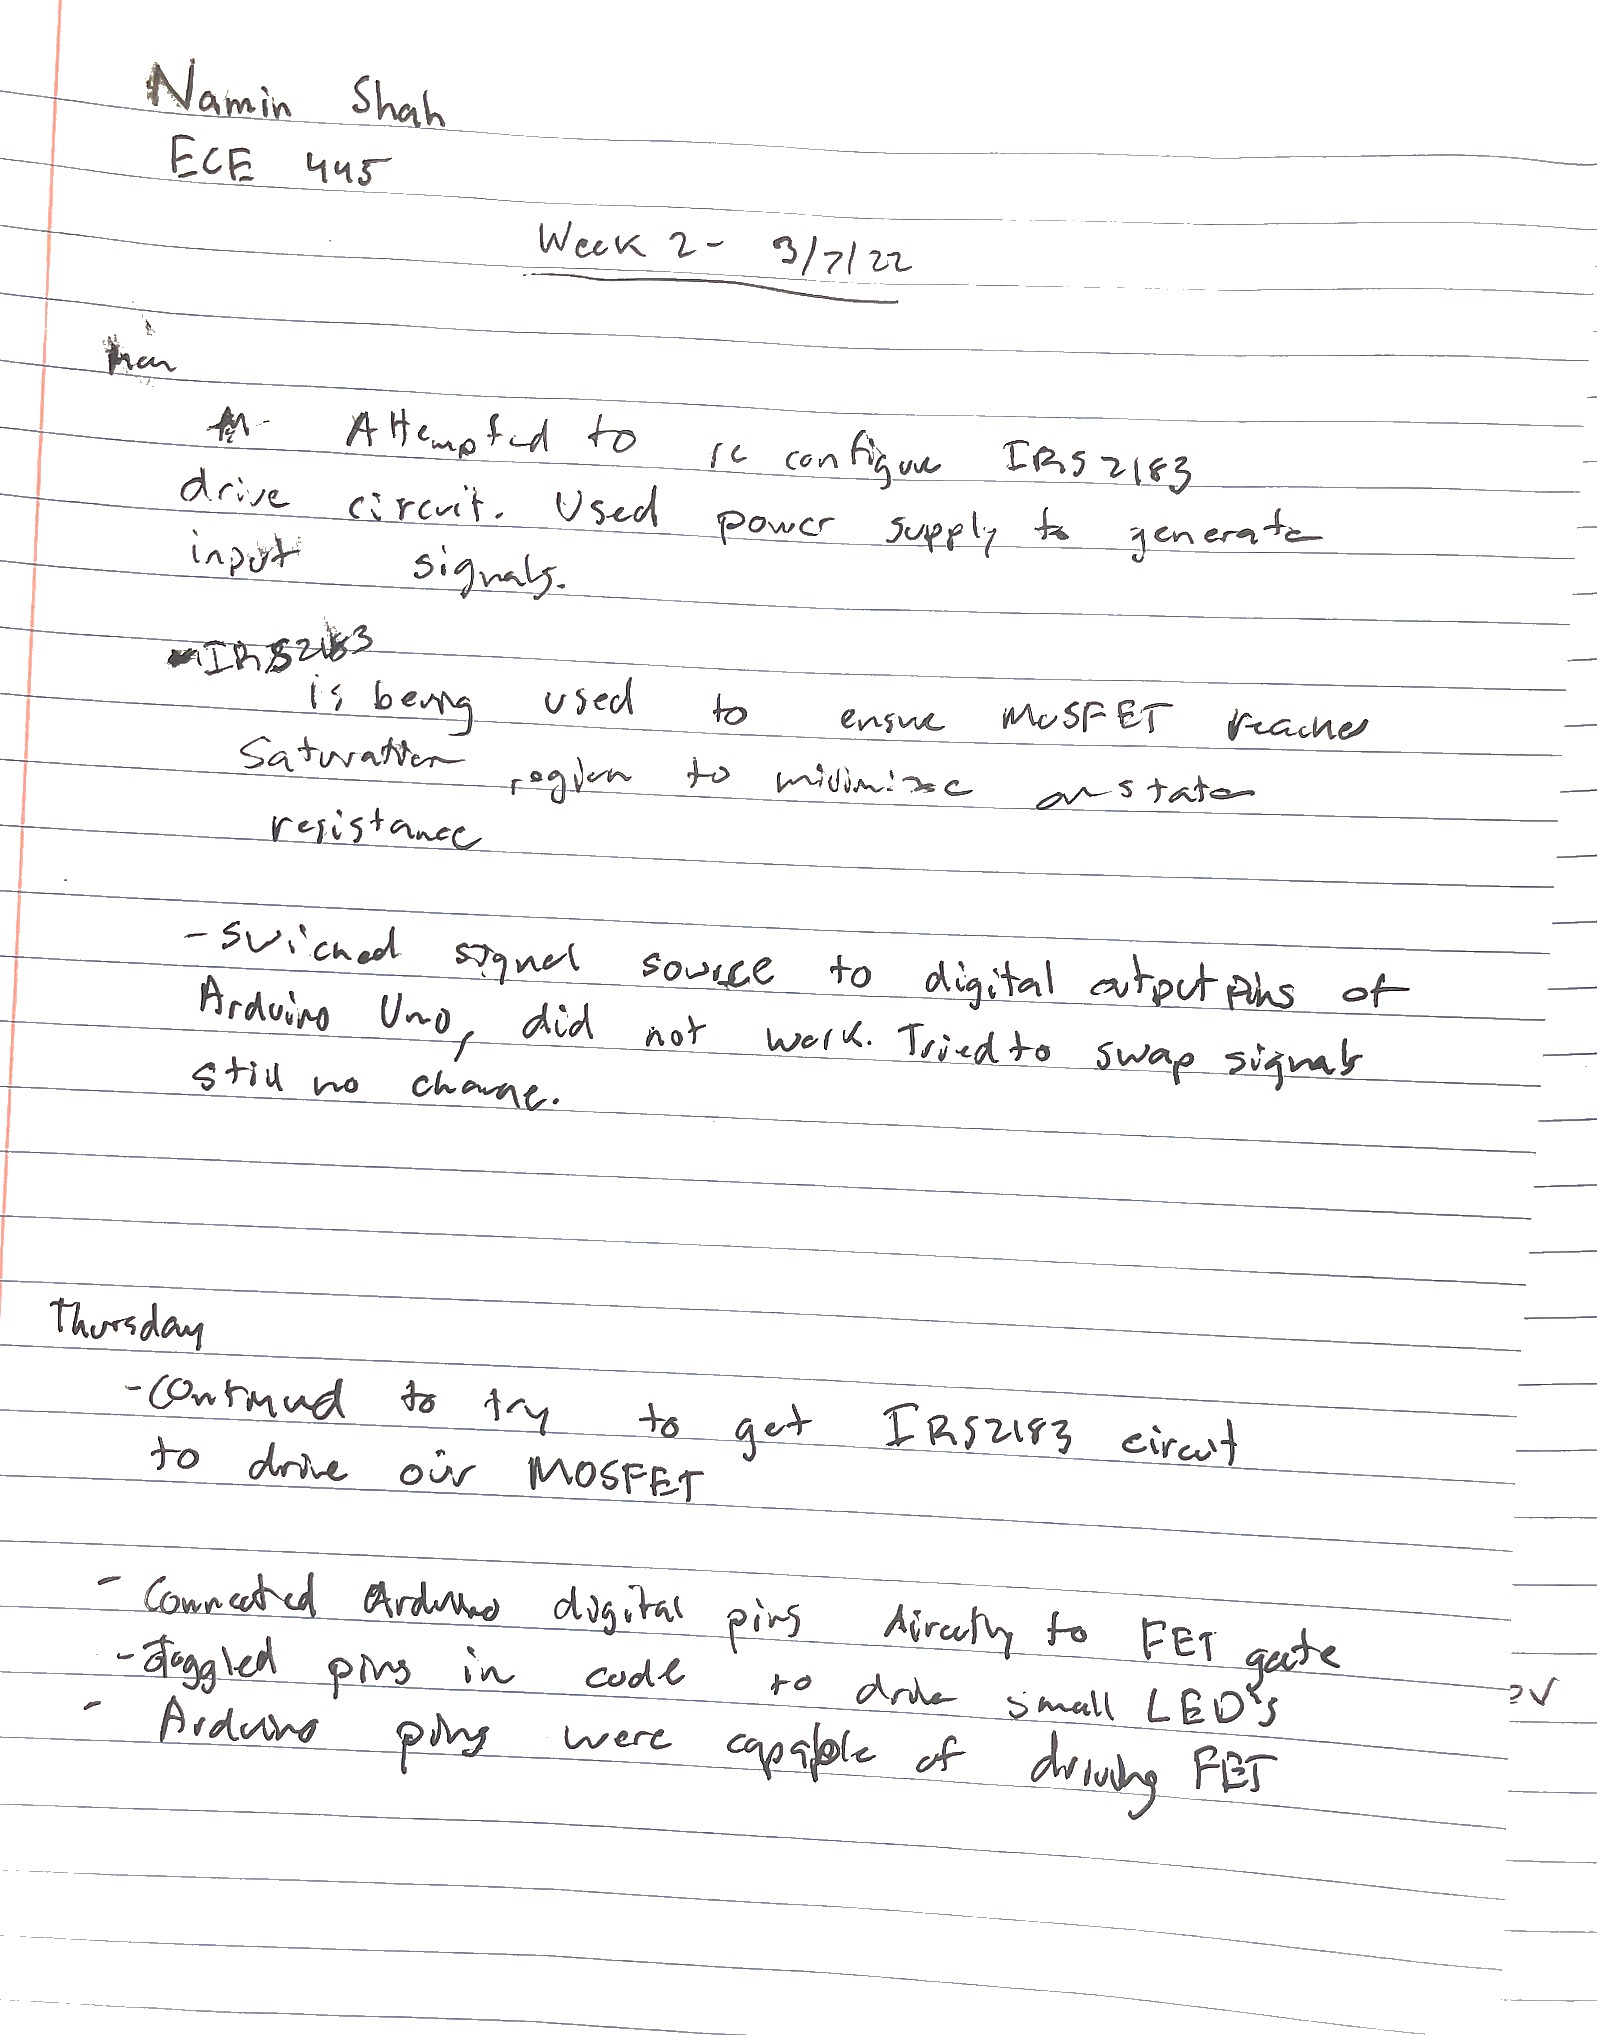 Namin Shah
ECE 445
Week 2 - 3/7/22
Attempted to reconfigure IRS2183
drive circuit. Used power supply to generate
input signals.
IRS2183
is being used to ensure MOSFET reaches
saturation region to minimize on state
resistance
- Swiched signal source to digital output pins of
Arduino Uno, did not work. Tried to swap signals
still no change.
Thursday
- Continued to try to get IRS2183 circuit
to drive our MOSFET
- Connected Arduino digital pins directly to FET gate
- Toggled pins in code to drive small LED's
- Arduino pins were capable of driving FET